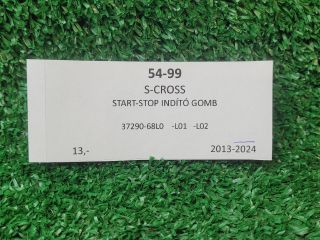 54-99
S-CROSS
START-STOP INDÍTÓ GOMB
37290-68L0 -L01 -L02
13,- 2013-2024